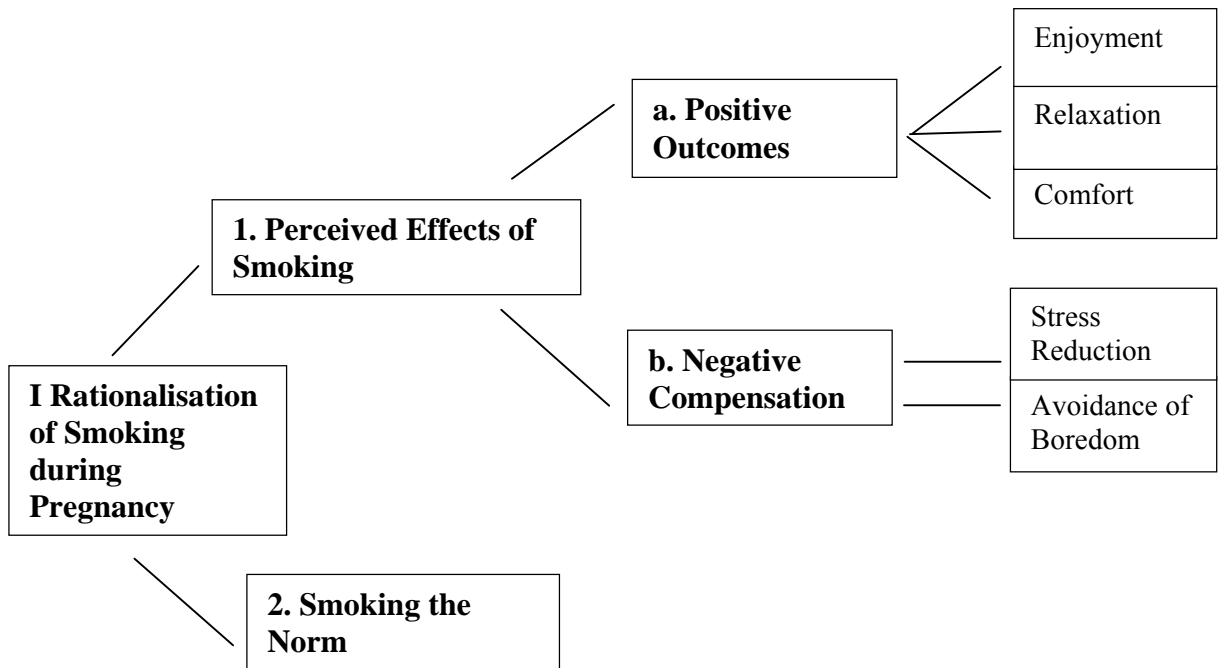 I Rationalisation
of Smoking
during
Pregnancy
1. Perceived Effects of
Smoking
a. Positive
Outcomes
Enjoyment
Relaxation
Comfort
b. Negative
Compensation
Stress
Reduction
Avoidance of
Boredom
2. Smoking the
Norm